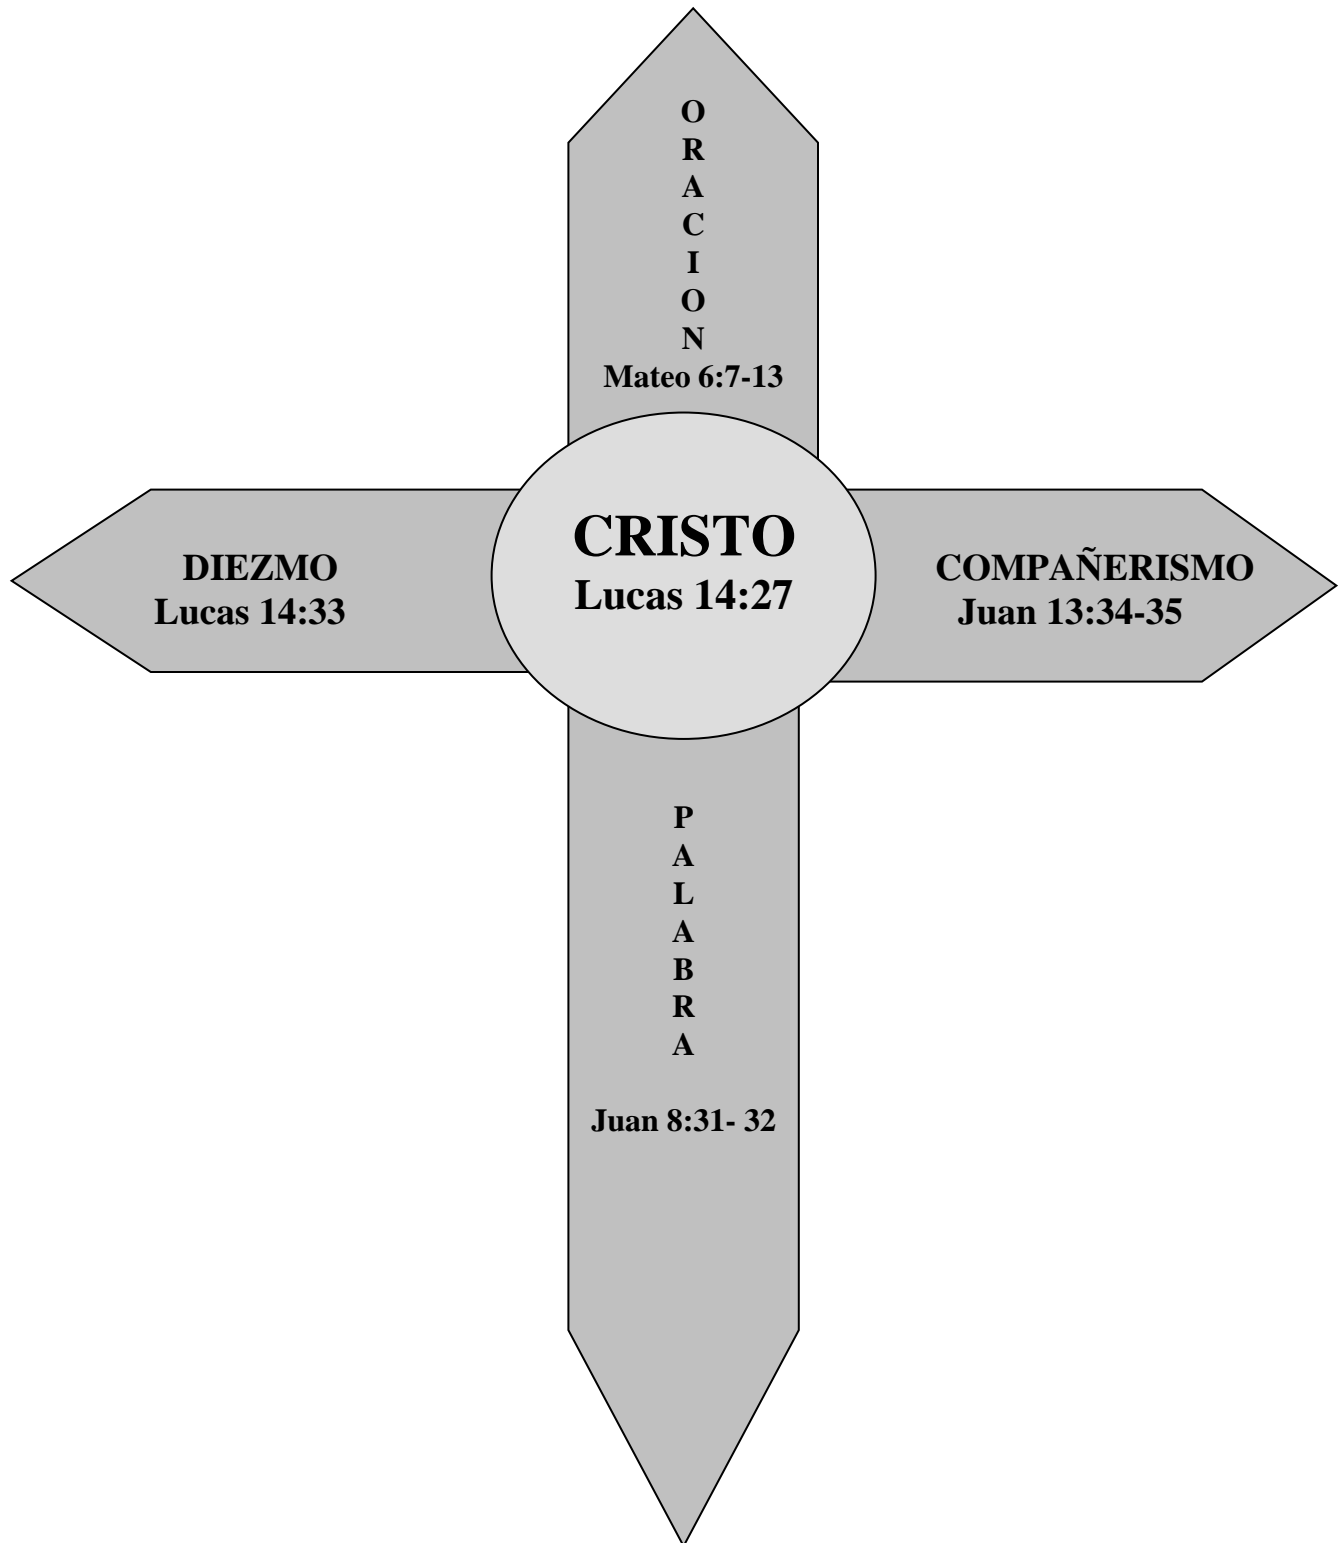 O
R
A
C
I
O
N
Mateo 6:7-13
DIEZMO
Lucas 14:33
CRISTO
Lucas 14:27
COMPAÑERISMO
Juan 13:34-35
P
A
L
A
B
R
A
Juan 8:31- 32